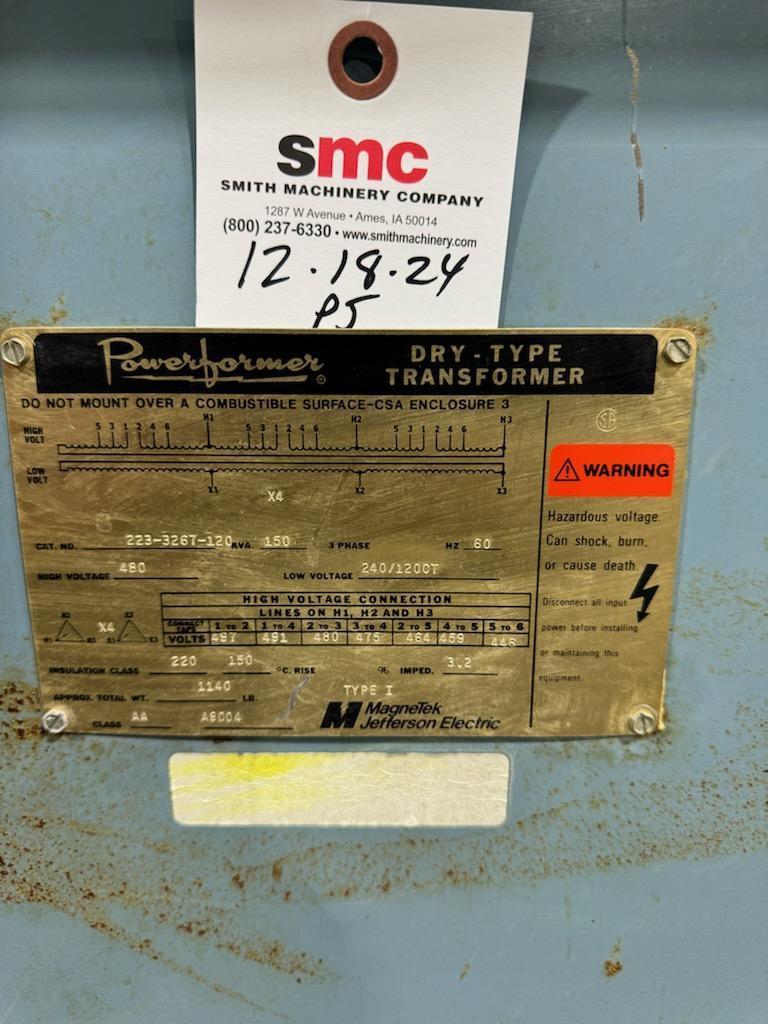 smc
SMITH MACHINERY COMPANY
1287 W Avenue • Ames, IA 50014
(800) 237-6330 • www.smithmachinery.com
12.18.24
PJ
Powerformer ©
DRY-TYPE
TRANSFORMER
DO NOT MOUNT OVER A COMBUSTIBLE SURFACE-CSA ENCLOSURE 3
HIGH VOLT
5 3 1 2 4 6 H1 5 3 1 2 4 6 H2 5 3 1 2 4 6 H3
LOW VOLT
X1 X4 X2 X3
CAT. NO. 223-3267-120 KVA. 150 3 PHASE HZ 60
HIGH VOLTAGE 480 LOW VOLTAGE 240/120CT
HIGH VOLTAGE CONNECTION
LINES ON H1, H2 AND H3
CONNECT TAPS 1 TO 2 1 TO 4 2 TO 3 3 TO 4 2 TO 5 4 TO 5 5 TO 6
VOLTS 497 491 480 475 464 459 446
H2 X4
H1 H3 X1 X3
INSULATION CLASS 220 150 °C. RISE % IMPED. 3.2
APPROX. TOTAL WT. 1140 LB. TYPE I
CLASS AA A9004
MagneTek
Jefferson Electric
WARNING
Hazardous voltage.
Can shock, burn,
or cause death.
Disconnect all input
power before installing
or maintaining this
equipment